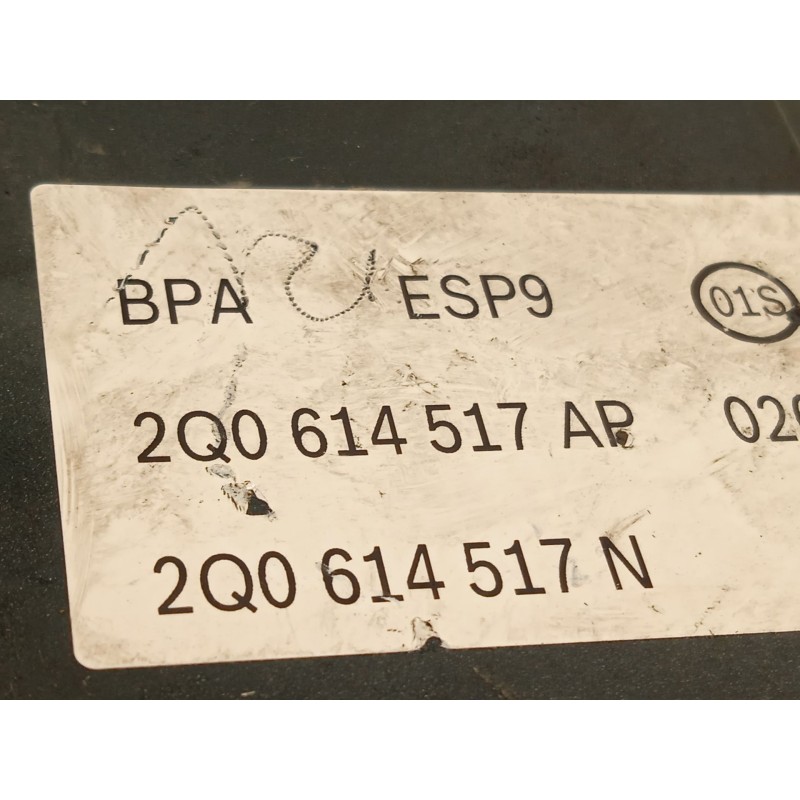 BPA ESP9 01S
2Q0 614 517 AP
2Q0 614 517 N